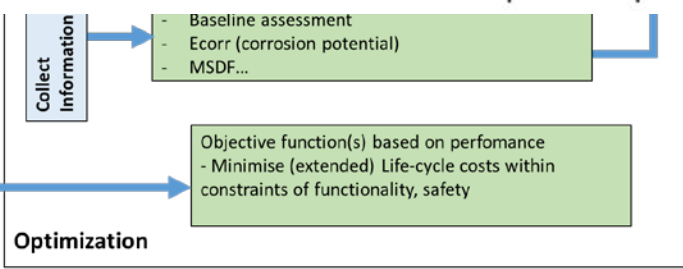 - Baseline assessment
- Ecorr (corrosion potential)
- MSDF...
Collect
Information
Objective function(s) based on perfomance
- Minimise (extended) Life-cycle costs within
constraints of functionality, safety
Optimization